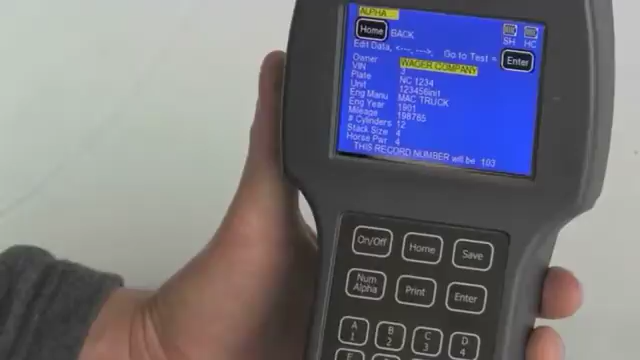 ALPHA
Home BACK
SH HC
Edit Data, <---, --->, Go to Test = Enter
Owner WAGER COMPANY
VIN 3
Plate NC 1234
Unit 123456init
Eng Manu MAC TRUCK
Eng Year 1901
Mileage 198765
# Cylinders 12
Stack Size 4
Horse Pwr 4
THIS RECORD NUMBER will be 103
On/Off Home Save
Num Alpha Print Enter
A 1 B 2 C 3 D 4